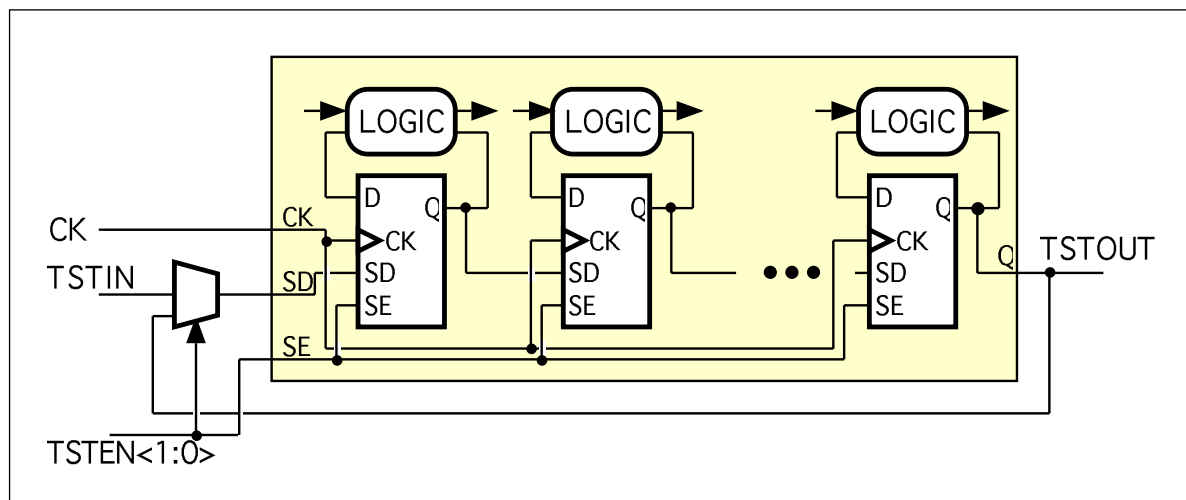 LOGIC LOGIC LOGIC
D Q D Q D Q
CK CK CK CK CK
TSTIN SD SD SD SD Q TSTOUT
SE SE SE
SE
TSTEN<1:0>